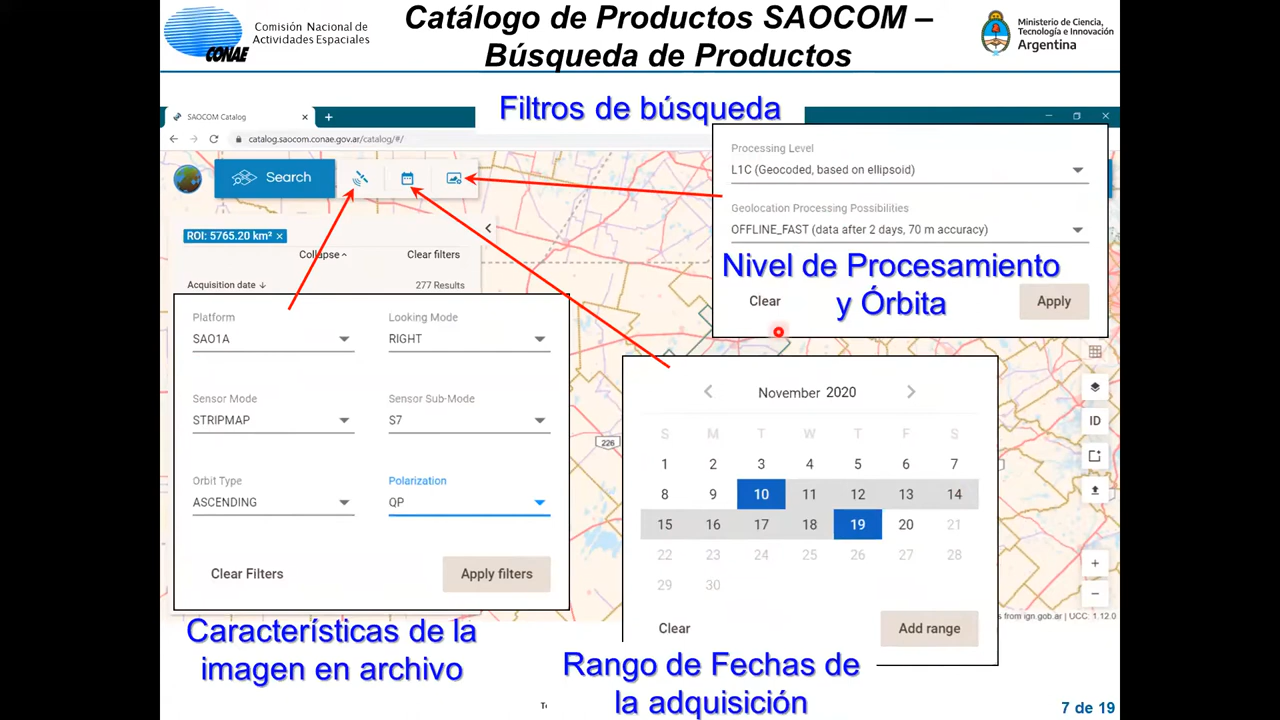 Comisión Nacional de
Actividades Espaciales
CONAE
Catálogo de Productos SAOCOM –
Búsqueda de Productos
Ministerio de Ciencia,
Tecnología e Innovación
Argentina
Filtros de búsqueda
SAOCOM Catalog
catalog.saocom.conae.gov.ar/catalog/#/
Search
ROI: 5765.20 km² ×
Collapse
Clear filters
Acquisition date
277 Results
Processing Level
L1C (Geocoded, based on ellipsoid)
Geolocation Processing Possibilities
OFFLINE_FAST (data after 2 days, 70 m accuracy)
Nivel de Procesamiento
y Órbita
Clear
Apply
Platform
Looking Mode
SAO1A
RIGHT
Sensor Mode
Sensor Sub-Mode
STRIPMAP
S7
Orbit Type
Polarization
ASCENDING
QP
Clear Filters
Apply filters
Características de la
imagen en archivo
226
November 2020
S M T W T F S
1 2 3 4 5 6 7
8 9 10 11 12 13 14
15 16 17 18 19 20 21
22 23 24 25 26 27 28
29 30
Clear
Add range
Rango de Fechas de
la adquisición
ID
from ign.gob.ar | UCC: 1.12.0
7 de 19